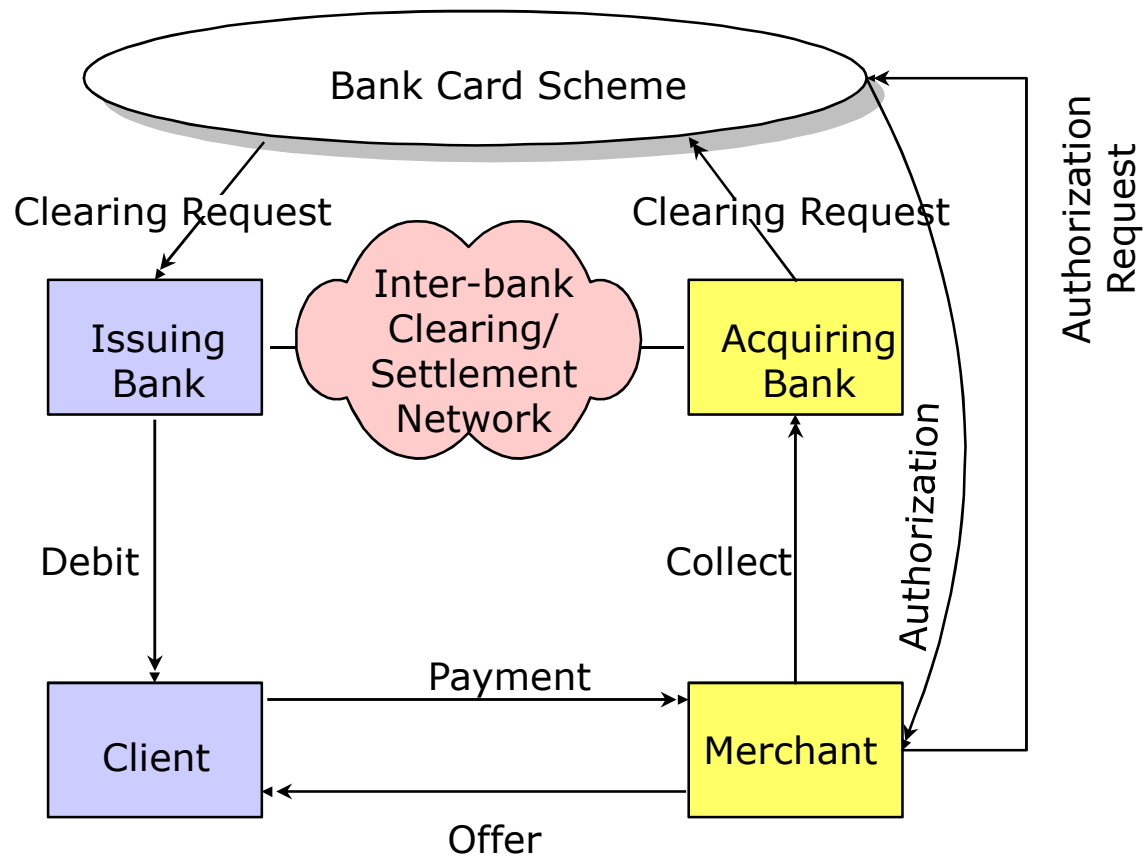 Bank Card Scheme
Authorization
Request
Clearing Request
Clearing Request
Inter-bank
Clearing/
Settlement
Network
Issuing
Bank
Acquiring
Bank
Debit
Collect
Authorization
Payment
Client
Merchant
Offer